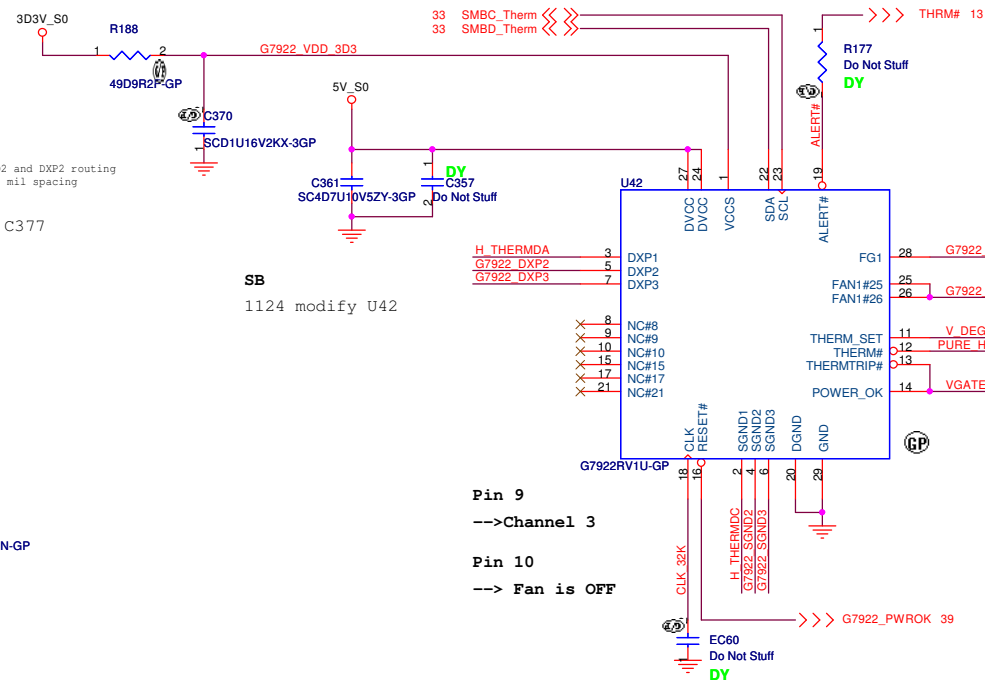 3D3V_S0
R188
1
2
49D9R2F-GP
G7922_VDD_3D3
C370
SCD1U16V2KX-3GP
1
33 SMBC_Therm
33 SMBD_Therm
THRM# 13
1
R177
Do Not Stuff
DY
ALERT#
5V_S0
2 and DXP2 routing
mil spacing
C377
C361
SC4D7U10V5ZY-3GP
1
DY
C357
2
Do Not Stuff
SB
1124 modify U42
U42
27
24
1
22
23
19
DVCC
DVCC
VCCS
SDA
SCL
ALERT#
H_THERMDA 3 DXP1
G7922_DXP2 5 DXP2
G7922_DXP3 7 DXP3
8 NC#8
9 NC#9
10 NC#10
15 NC#15
17 NC#17
21 NC#21
FG1 28 G7922
FAN1#25 25
FAN1#26 26 G7922
THERM_SET 11 V_DEG
THERM# 12 PURE_H
THERMTRIP# 13
POWER_OK 14 VGATE
CLK
RESET#
SGND1
SGND2
SGND3
DGND
GND
GP
G7922RV1U-GP
18
16
2
4
6
20
29
Pin 9
-->Channel 3
Pin 10
--> Fan is OFF
N-GP
CLK_32K
H_THERMDC
G7922_SGND2
G7922_SGND3
G7922_PWROK 39
EC60
Do Not Stuff
DY
1